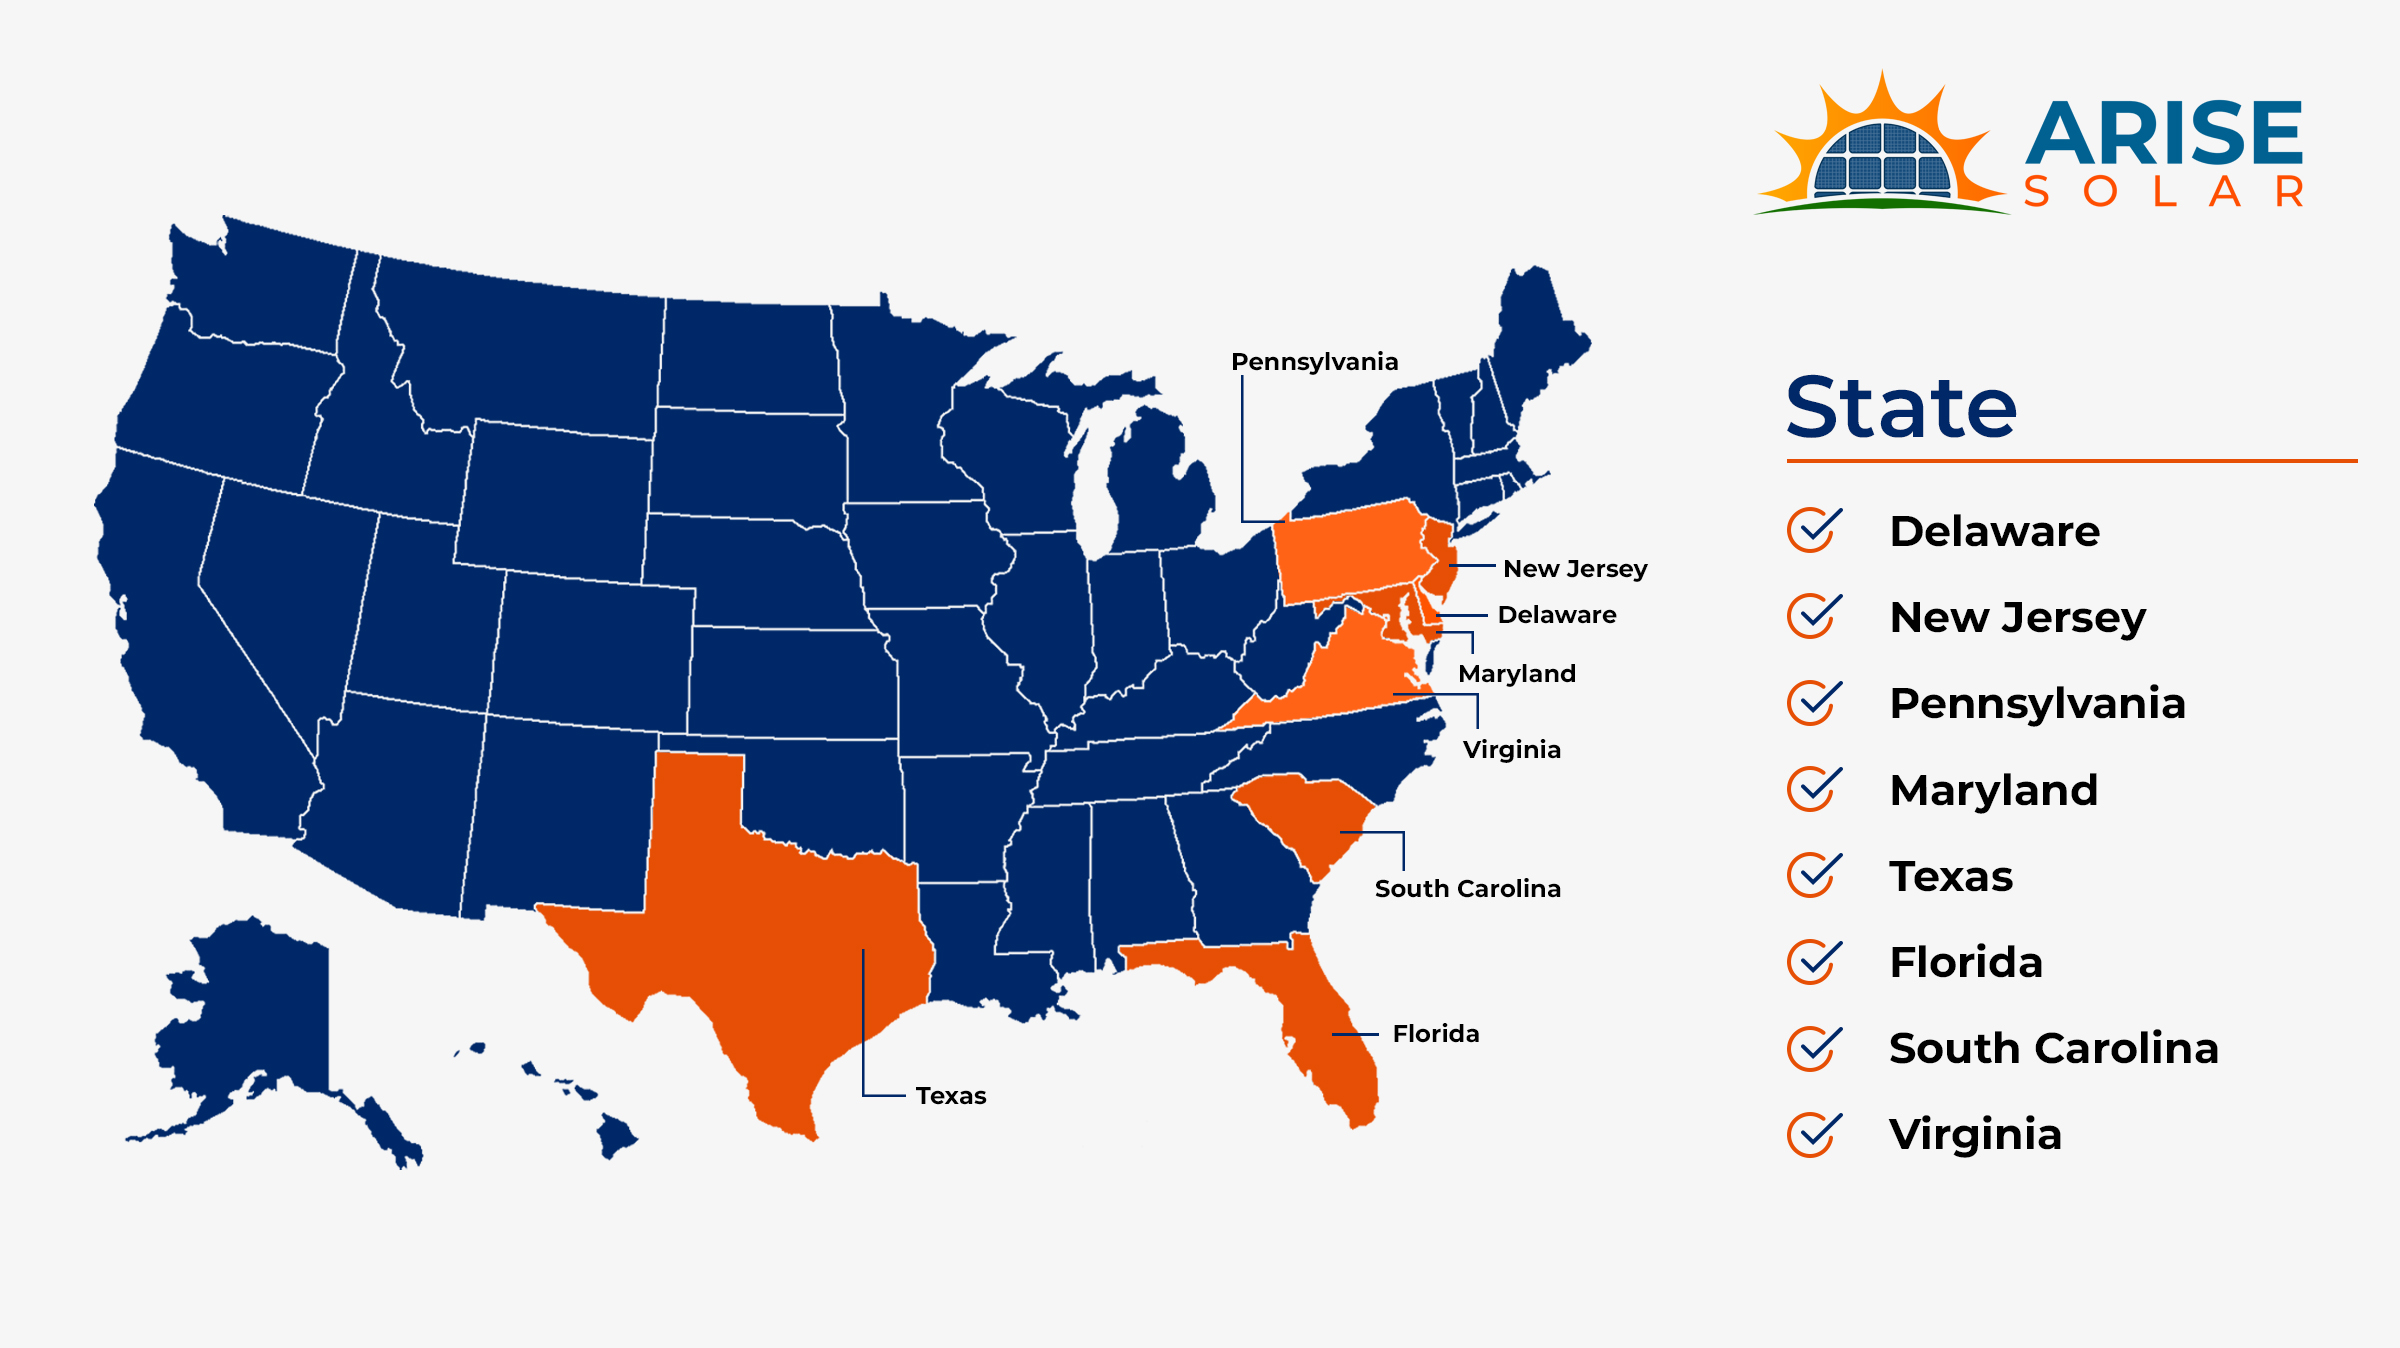 ARISE
SOLAR
Pennsylvania
New Jersey
Delaware
Maryland
Virginia
South Carolina
Florida
Texas
State
Delaware
New Jersey
Pennsylvania
Maryland
Texas
Florida
South Carolina
Virginia